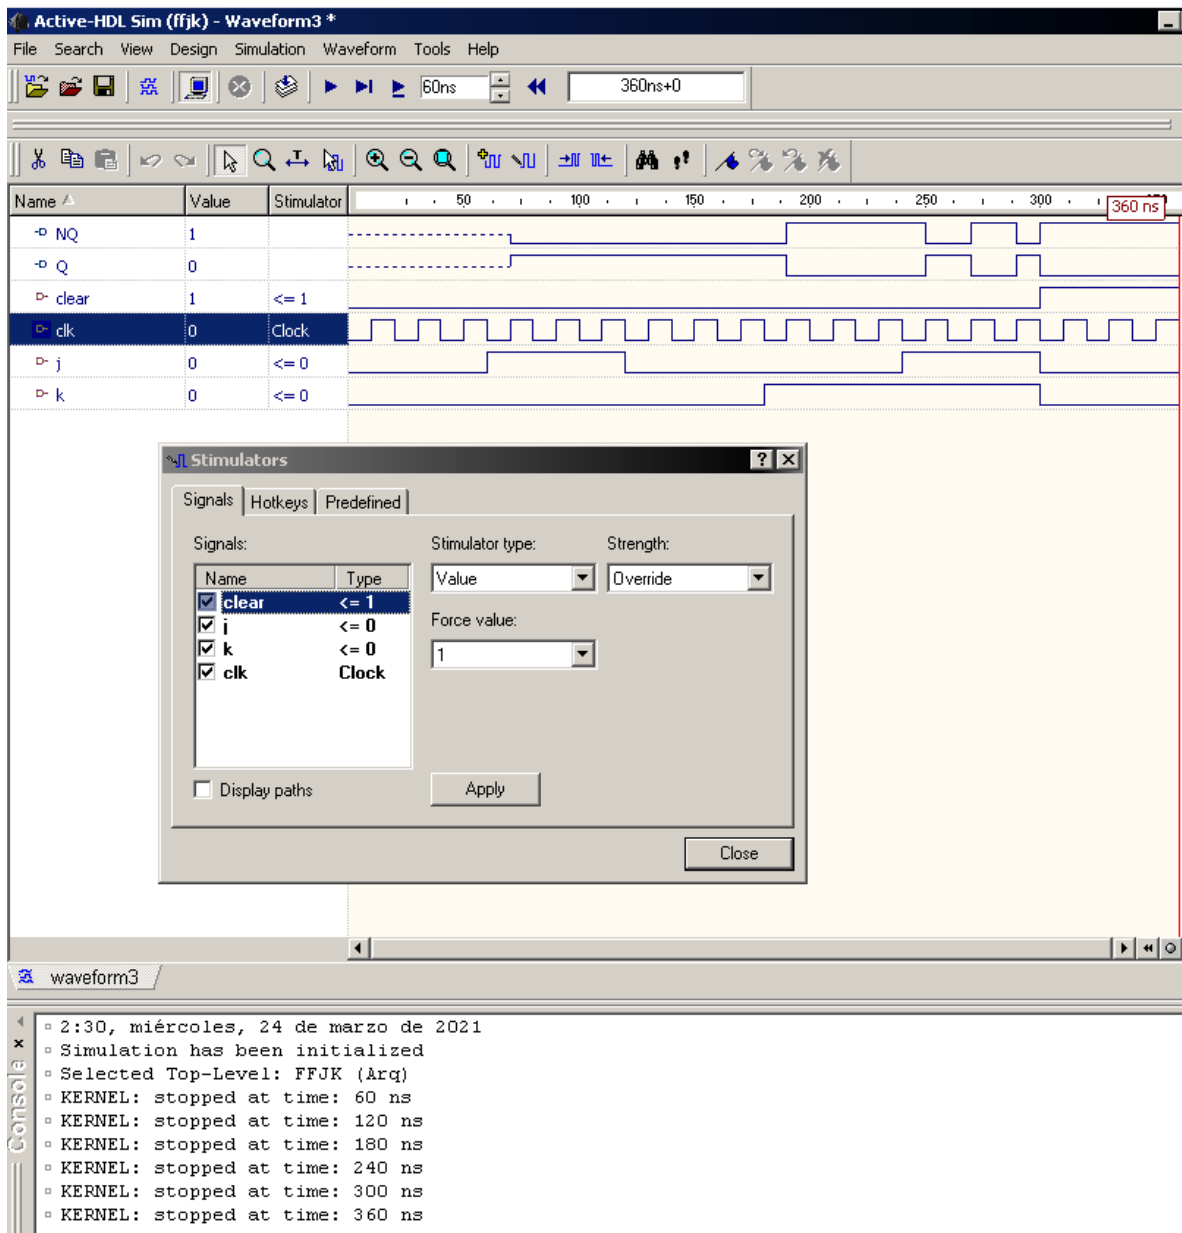 Active-HDL Sim (ffjk) - Waveform3 *
File Search View Design Simulation Waveform Tools Help
60ns 360ns+0
Name Value Stimulator 50 100 150 200 250 300
360 ns
NQ 1
Q 0
clear 1 <= 1
clk 0 Clock
j 0 <= 0
k 0 <= 0
Stimulators
Signals Hotkeys Predefined
Signals: Stimulator type: Strength:
Name Type Value Override
clear <= 1
j <= 0 Force value:
k <= 0 1
clk Clock
Display paths Apply
Close
waveform3
Console
2:30, miércoles, 24 de marzo de 2021
Simulation has been initialized
Selected Top-Level: FFJK (Arq)
KERNEL: stopped at time: 60 ns
KERNEL: stopped at time: 120 ns
KERNEL: stopped at time: 180 ns
KERNEL: stopped at time: 240 ns
KERNEL: stopped at time: 300 ns
KERNEL: stopped at time: 360 ns